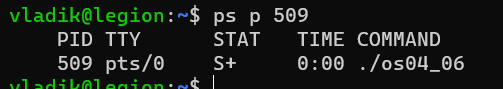 vladik@legion:~$ ps p 509
PID TTY STAT TIME COMMAND
509 pts/0 S+ 0:00 ./os04_06
vladik@legion:~$